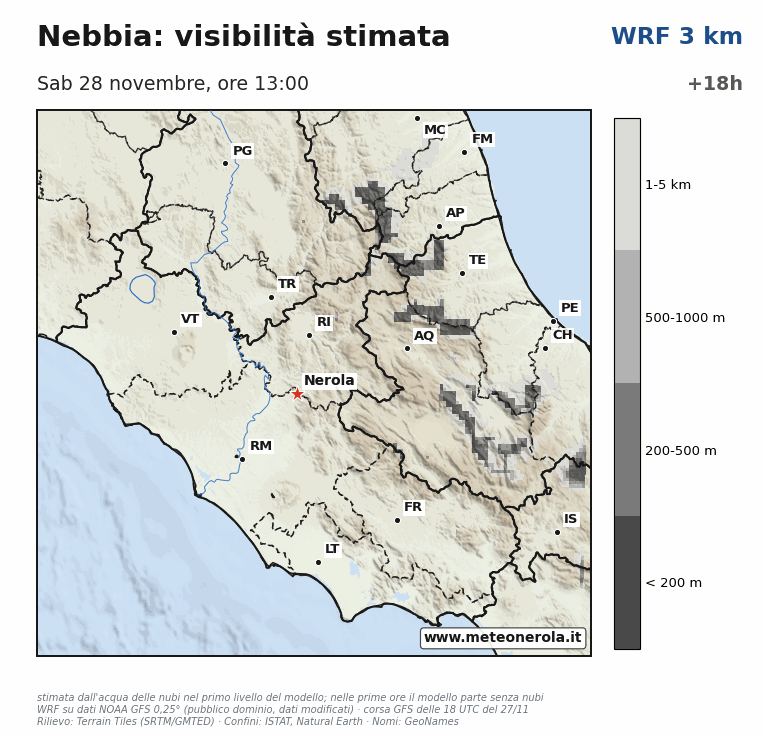 Nebbia: visibilità stimata
WRF 3 km
Sab 28 novembre, ore 13:00
+18h
MC
FM
PG
AP
TE
TR
PE
VT
RI
AQ
CH
Nerola
RM
FR
IS
LT
www.meteonerola.it
1-5 km
500-1000 m
200-500 m
< 200 m
stimata dall'acqua delle nubi nel primo livello del modello; nelle prime ore il modello parte senza nubi
WRF su dati NOAA GFS 0,25° (pubblico dominio, dati modificati) · corsa GFS delle 18 UTC del 27/11
Rilievo: Terrain Tiles (SRTM/GMTED) · Confini: ISTAT, Natural Earth · Nomi: GeoNames